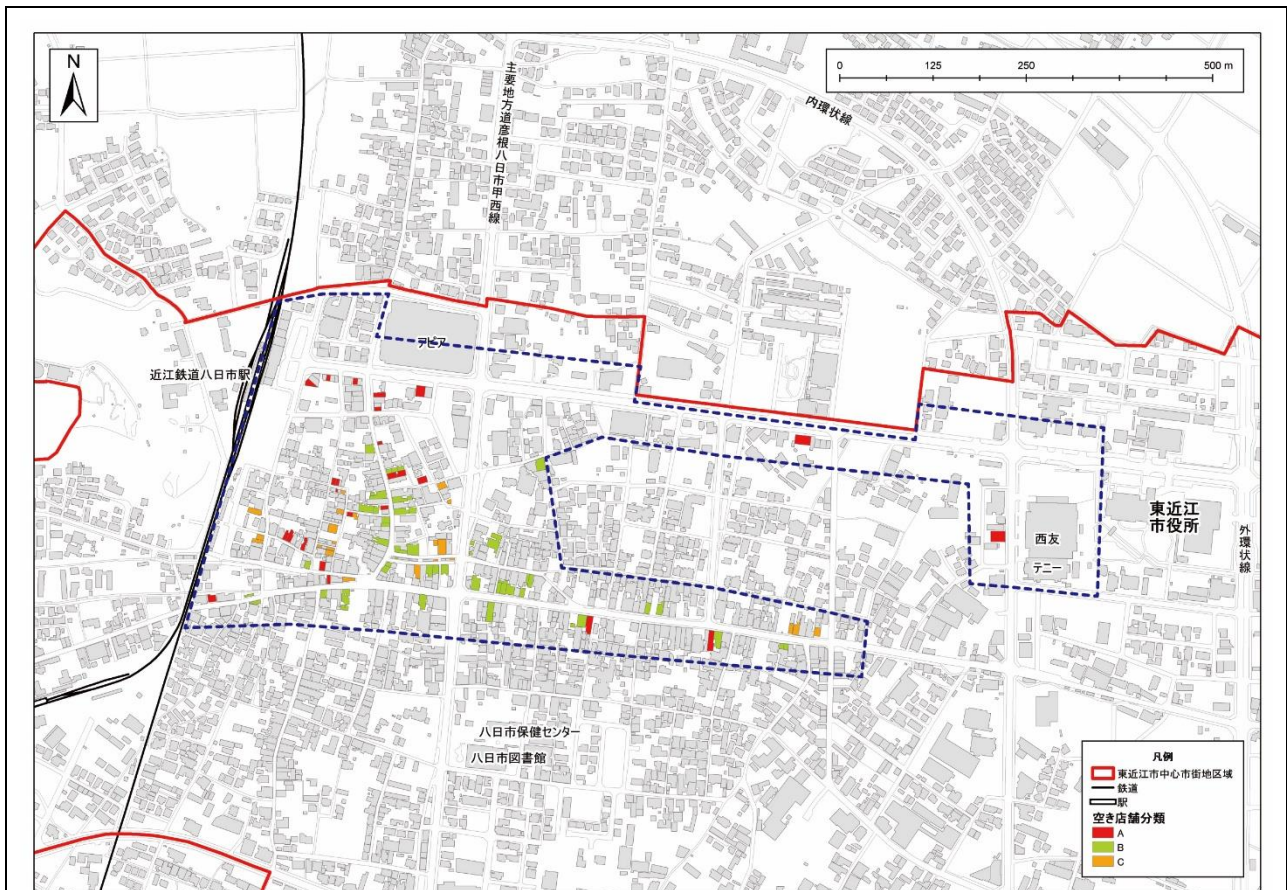 N
0 125 250 500 m
主要地方道彦根八日市甲西線
内環状線
アピア
近江鉄道八日市駅
東近江
市役所
西友
テニー
外環状線
八日市保健センター
八日市図書館
凡例
東近江市中心市街地区域
鉄道
駅
空き店舗分類
A
B
C